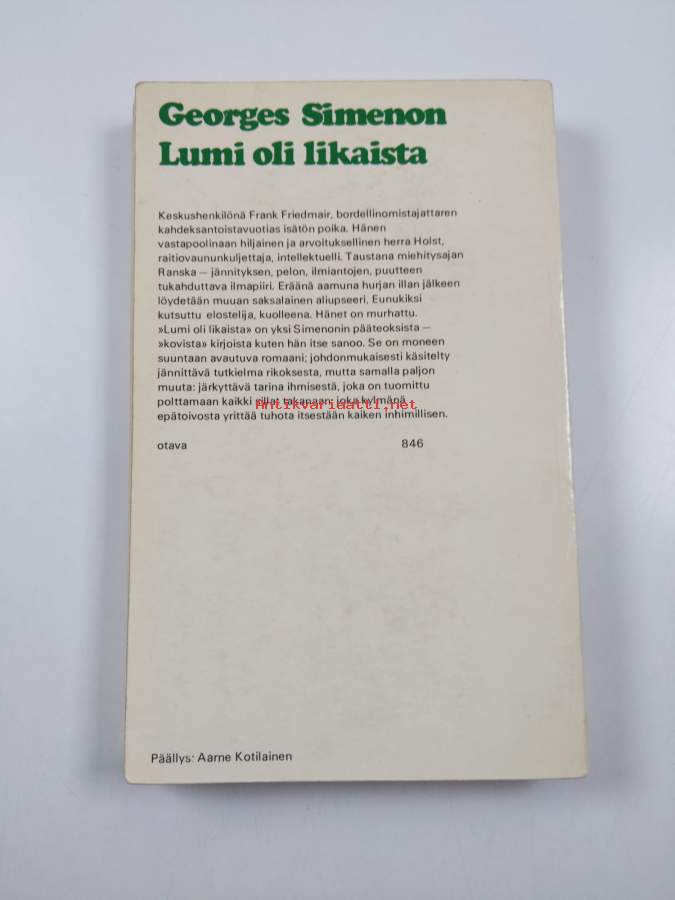 Georges Simenon
Lumi oli likaista
Keskushenkilönä Frank Friedmair, bordellinomistajattaren
kahdeksantoistavuotias isätön poika. Hänen
vastapoolinaan hiljainen ja arvoituksellinen herra Holst,
raitiovaununkuljettaja, intellektuelli. Taustana miehitysajan
Ranska — jännityksen, pelon, ilmiantojen, puutteen
tukahduttava ilmapiiri. Eräänä aamuna hurjan illan jälkeen
löydetään muuan saksalainen aliupseeri, Eunukiksi
kutsuttu elostelija, kuolleena. Hänet on murhattu.
»Lumi oli likaista» on yksi Simenonin pääteoksista —
»kovista» kirjoista kuten hän itse sanoo. Se on moneen
suuntaan avautuva romaani; johdonmukaisesti käsitelty
jännittävä tutkielma rikoksesta, mutta samalla paljon
muuta: järkyttävä tarina ihmisestä, joka on tuomittu
polttamaan kaikki sillat takanaan, joka kylmänä
Antikvariaatti.net
epätoivosta yrittää tuhota itsestään kaiken inhimillisen.
otava 846
Päällys: Aarne Kotilainen